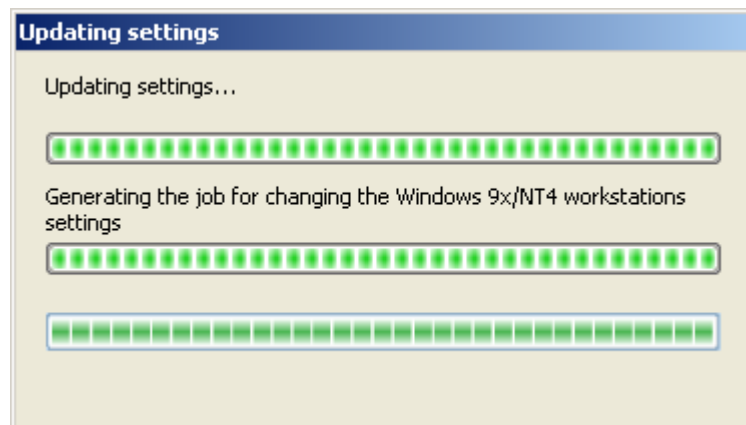 Updating settings
Updating settings...
Generating the job for changing the Windows 9x/NT4 workstations
settings